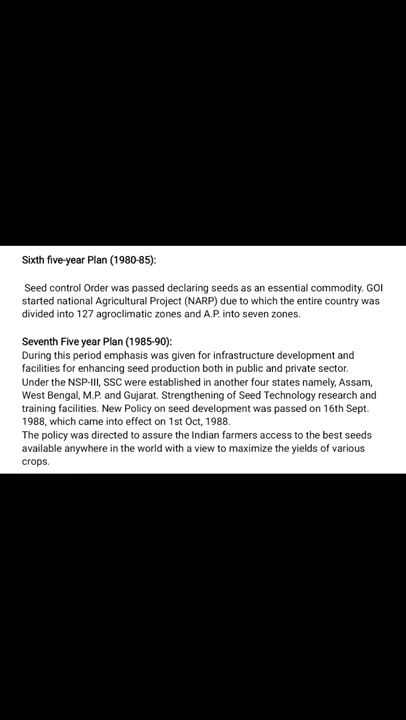 Sixth five-year Plan (1980-85):
Seed control Order was passed declaring seeds as an essential commodity. GOI
started national Agricultural Project (NARP) due to which the entire country was
divided into 127 agroclimatic zones and A.P. into seven zones.
Seventh Five year Plan (1985-90):
During this period emphasis was given for infrastructure development and
facilities for enhancing seed production both in public and private sector.
Under the NSP-III, SSC were established in another four states namely, Assam,
West Bengal, M.P. and Gujarat. Strengthening of Seed Technology research and
training facilities. New Policy on seed development was passed on 16th Sept.
1988, which came into effect on 1st Oct, 1988.
The policy was directed to assure the Indian farmers access to the best seeds
available anywhere in the world with a view to maximize the yields of various
crops.